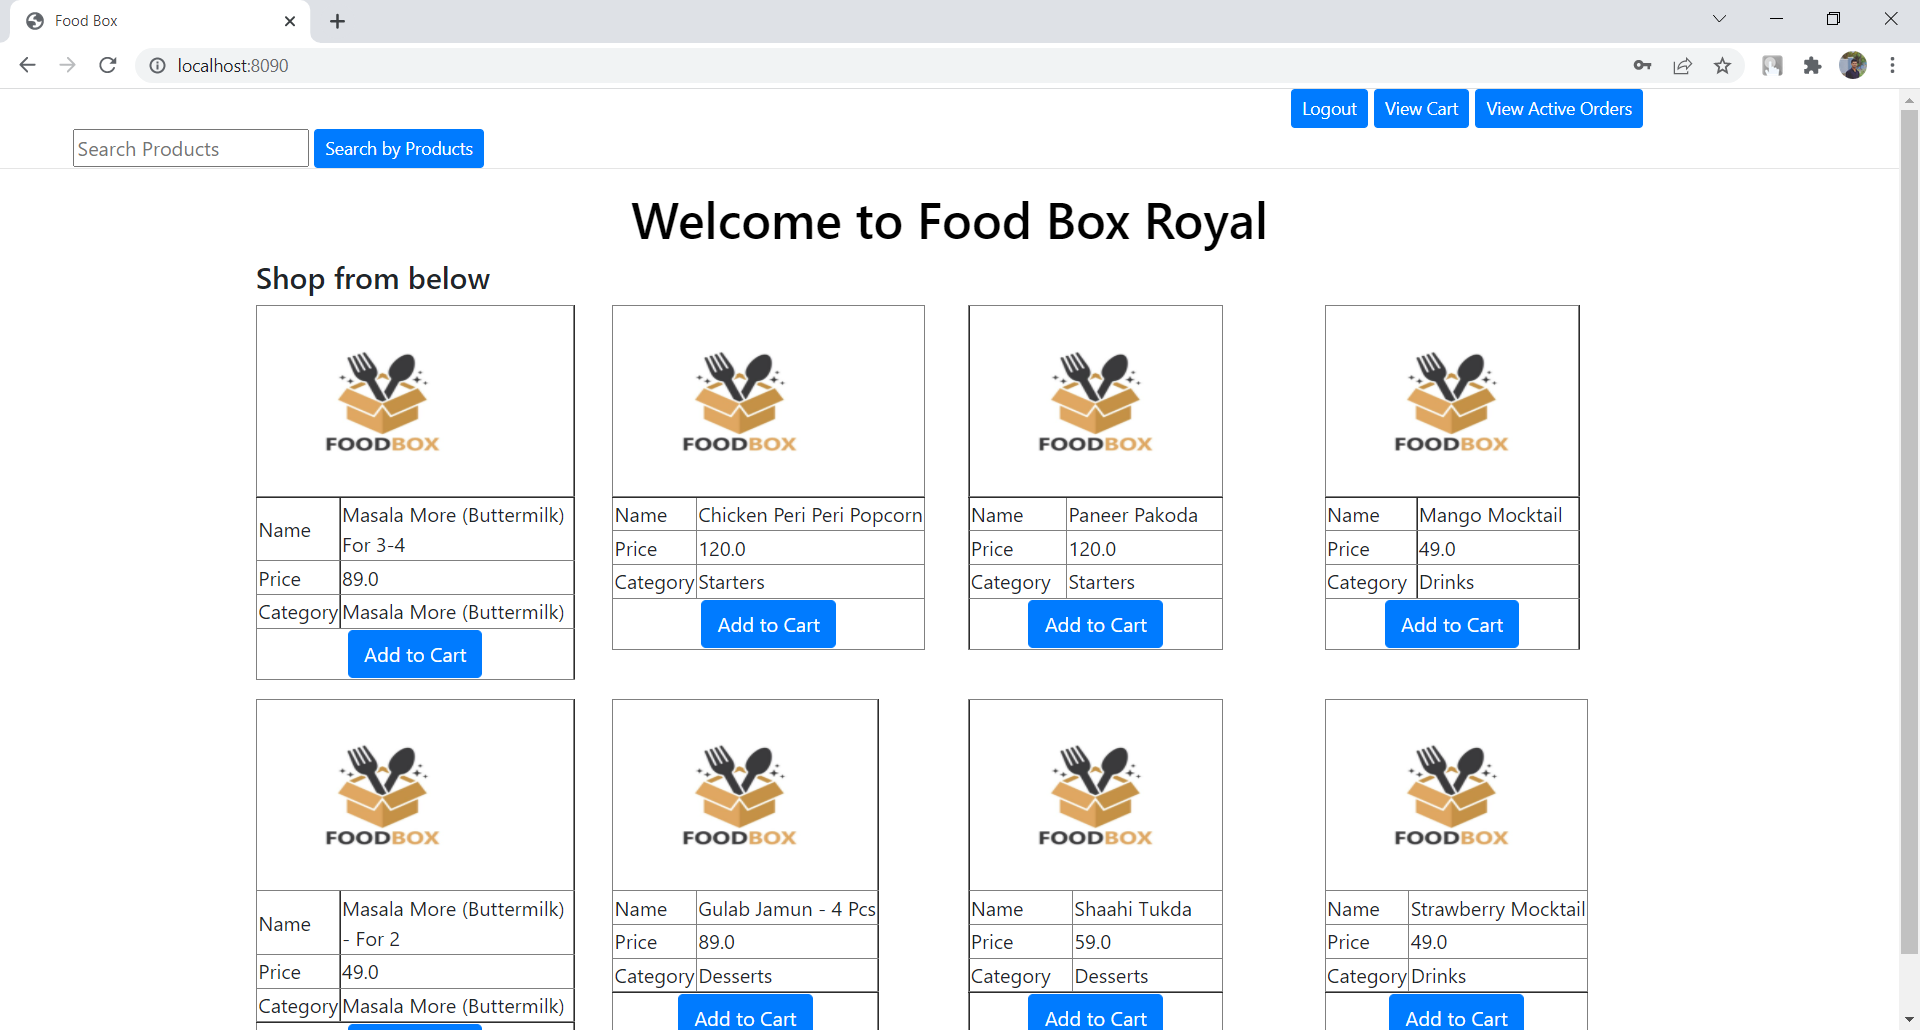 Food Box
localhost:8090
Logout View Cart View Active Orders
Search Products Search by Products
Welcome to Food Box Royal
Shop from below
FOODBOX FOODBOX FOODBOX FOODBOX
Name Masala More (Buttermilk) For 3-4
Price 89.0
Category Masala More (Buttermilk)
Add to Cart
Name Chicken Peri Peri Popcorn
Price 120.0
Category Starters
Add to Cart
Name Paneer Pakoda
Price 120.0
Category Starters
Add to Cart
Name Mango Mocktail
Price 49.0
Category Drinks
Add to Cart
FOODBOX FOODBOX FOODBOX FOODBOX
Name Masala More (Buttermilk) - For 2
Price 49.0
Category Masala More (Buttermilk)
Name Gulab Jamun - 4 Pcs
Price 89.0
Category Desserts
Add to Cart
Name Shaahi Tukda
Price 59.0
Category Desserts
Add to Cart
Name Strawberry Mocktail
Price 49.0
Category Drinks
Add to Cart